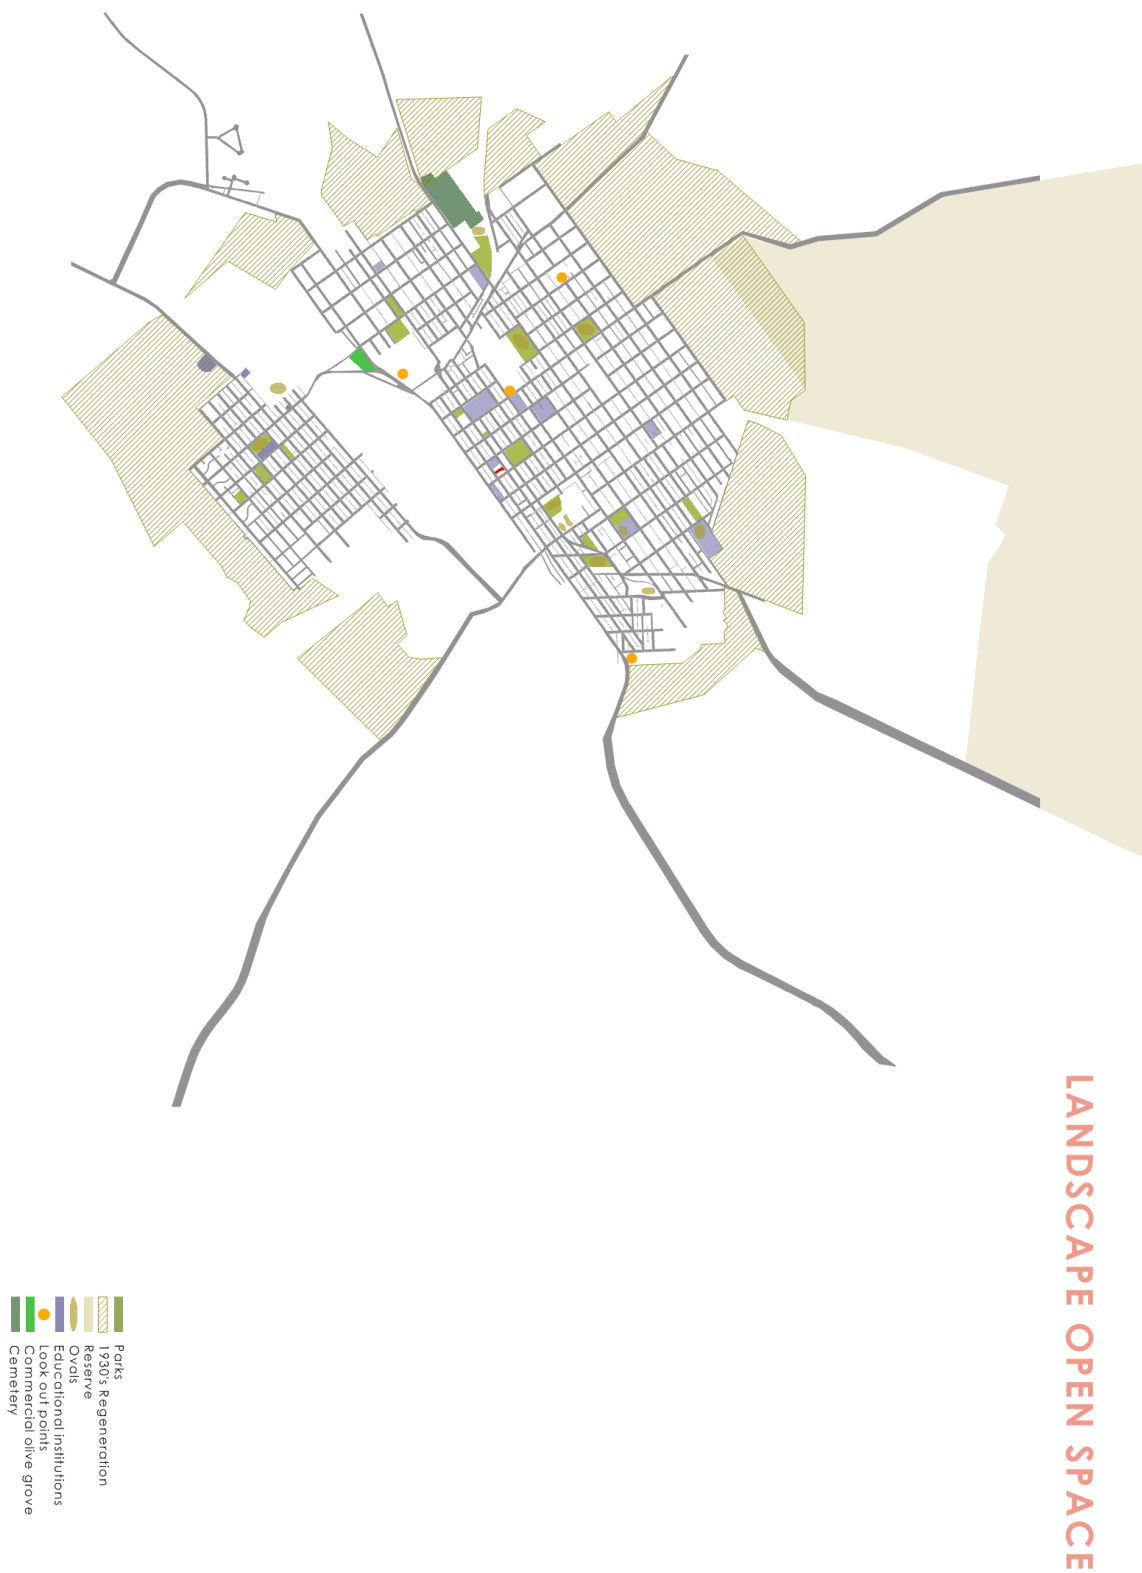 LANDSCAPE OPEN SPACE
Parks
1930's Regeneration
Reserve
Ovals
Educational institutions
Look out points
Commercial olive grove
Cemetery